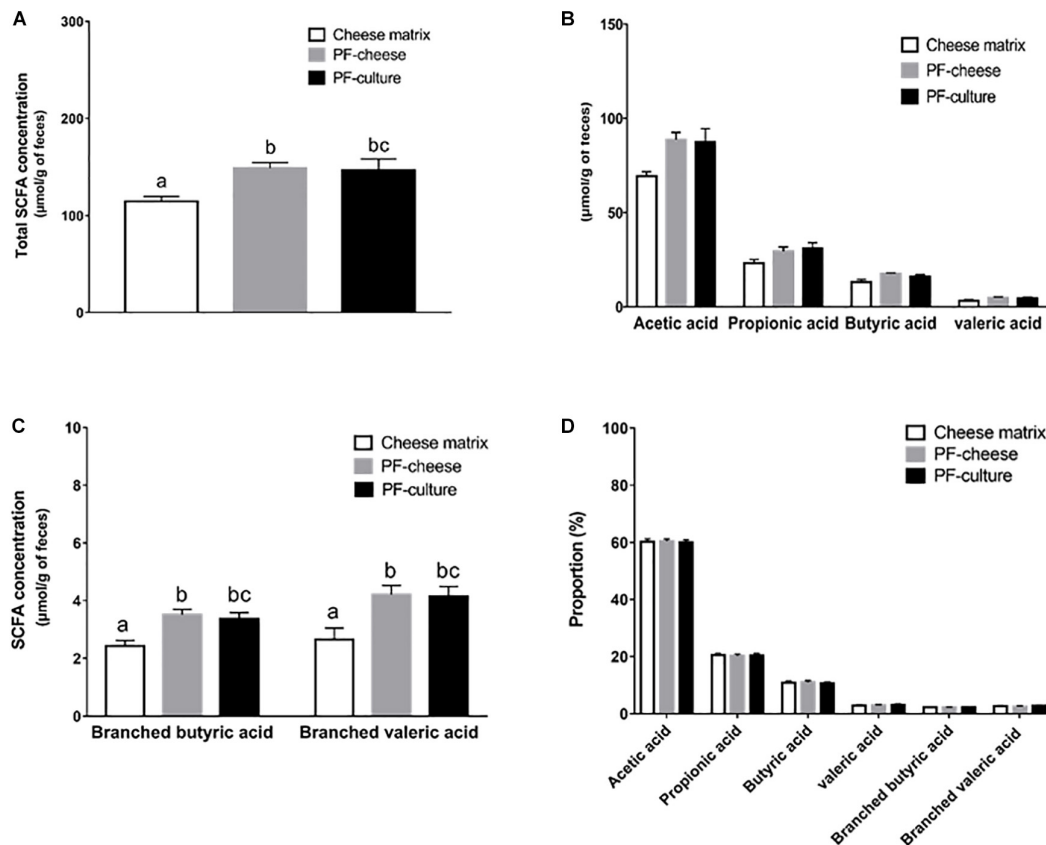 A
300
200
100
0
Total SCFA concentration
(µmol/g of feces)
Cheese matrix
PF-cheese
PF-culture
a
b
bc
B
150
100
50
0
(µmol/g of feces)
Cheese matrix
PF-cheese
PF-culture
Acetic acid
Propionic acid
Butyric acid
valeric acid
C
10
8
6
4
2
0
SCFA concentration
(µmol/g of feces)
Cheese matrix
PF-cheese
PF-culture
a
b
bc
a
b
bc
Branched butyric acid
Branched valeric acid
D
100
80
60
40
20
0
Proportion (%)
Cheese matrix
PF-cheese
PF-culture
Acetic acid
Propionic acid
Butyric acid
valeric acid
Branched butyric acid
Branched valeric acid